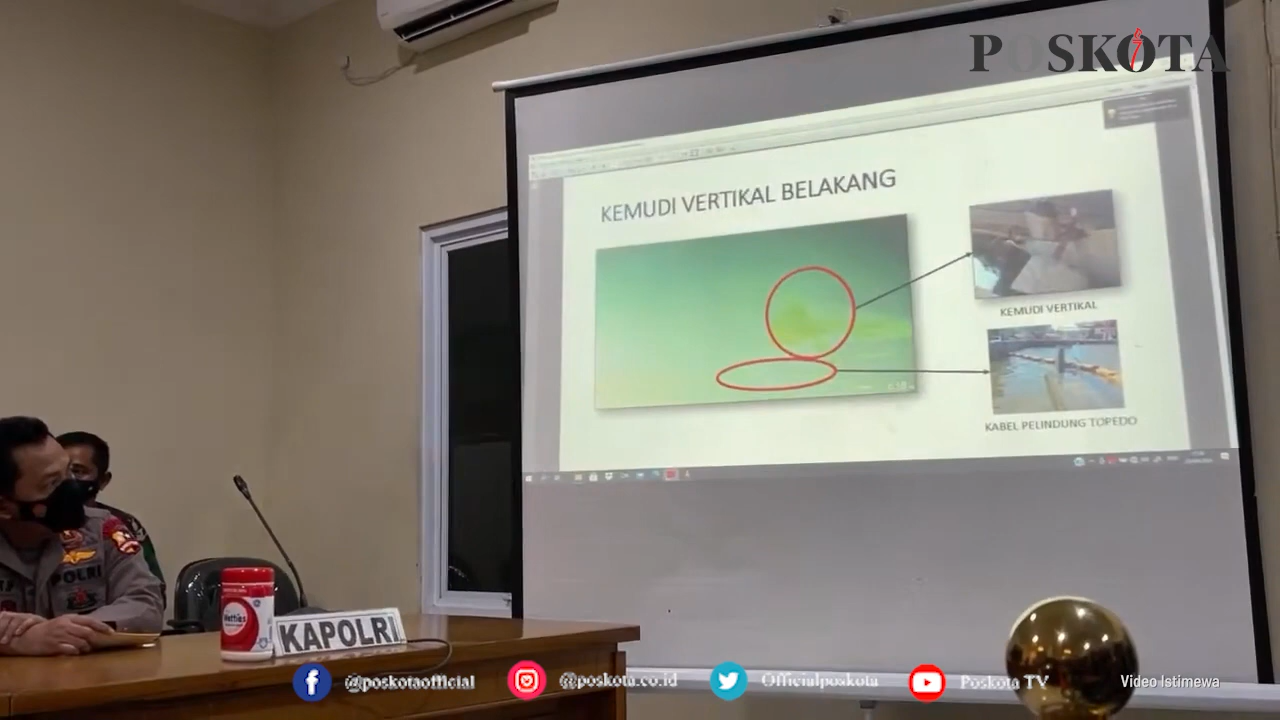 POSKOTA
KEMUDI VERTIKAL BELAKANG
KEMUDI VERTIKAL
KABEL PELINDUNG TOPEDO
POLRI
Wetties
KAPOLRI
@poskotaofficial
@poskota.co.id
Officialposkota
Poskota TV
Video Istimewa